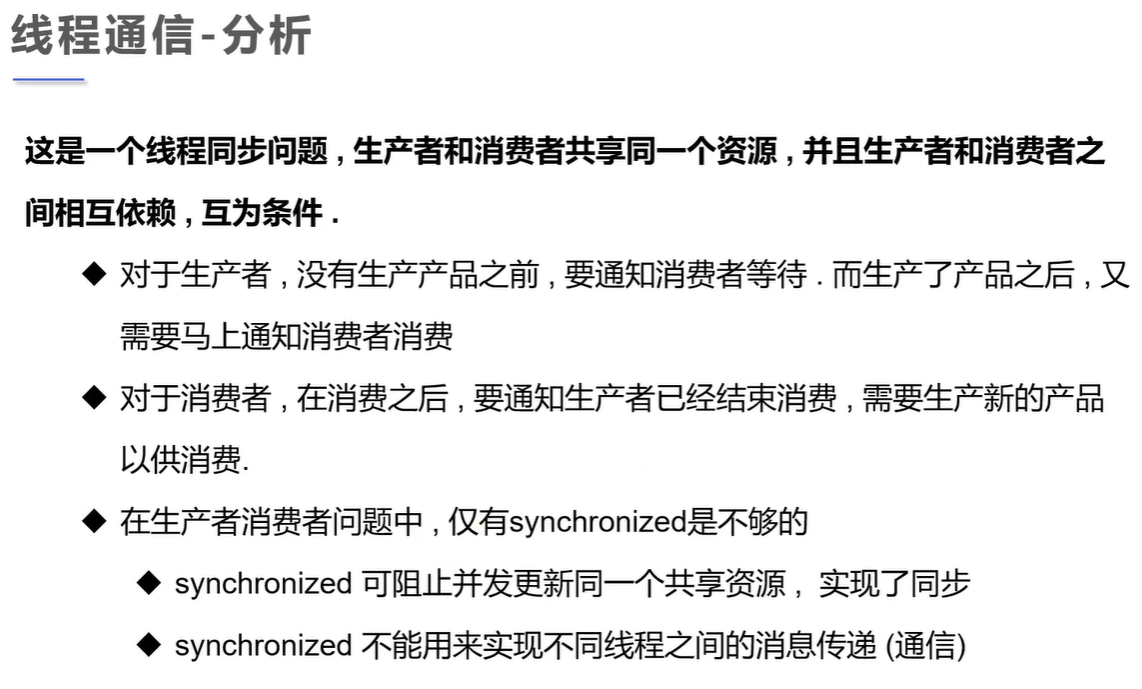 线程通信-分析
这是一个线程同步问题 , 生产者和消费者共享同一个资源 , 并且生产者和消费者之
间相互依赖 , 互为条件 .
◆ 对于生产者 , 没有生产产品之前 , 要通知消费者等待 . 而生产了产品之后 , 又
需要马上通知消费者消费
◆ 对于消费者 , 在消费之后 , 要通知生产者已经结束消费 , 需要生产新的产品
以供消费.
◆ 在生产者消费者问题中 , 仅有synchronized是不够的
◆ synchronized 可阻止并发更新同一个共享资源 , 实现了同步
◆ synchronized 不能用来实现不同线程之间的消息传递 (通信)